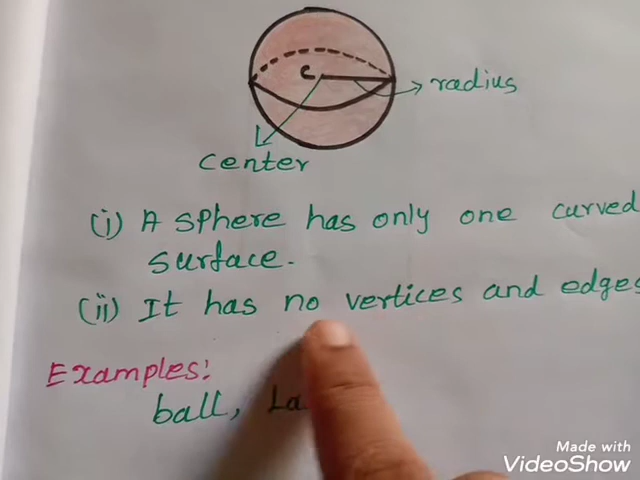 C
radius
center
(i) A sphere has only one curved
surface.
(ii) It has no vertices and edges
Examples:
ball,
Made with
VideoShow